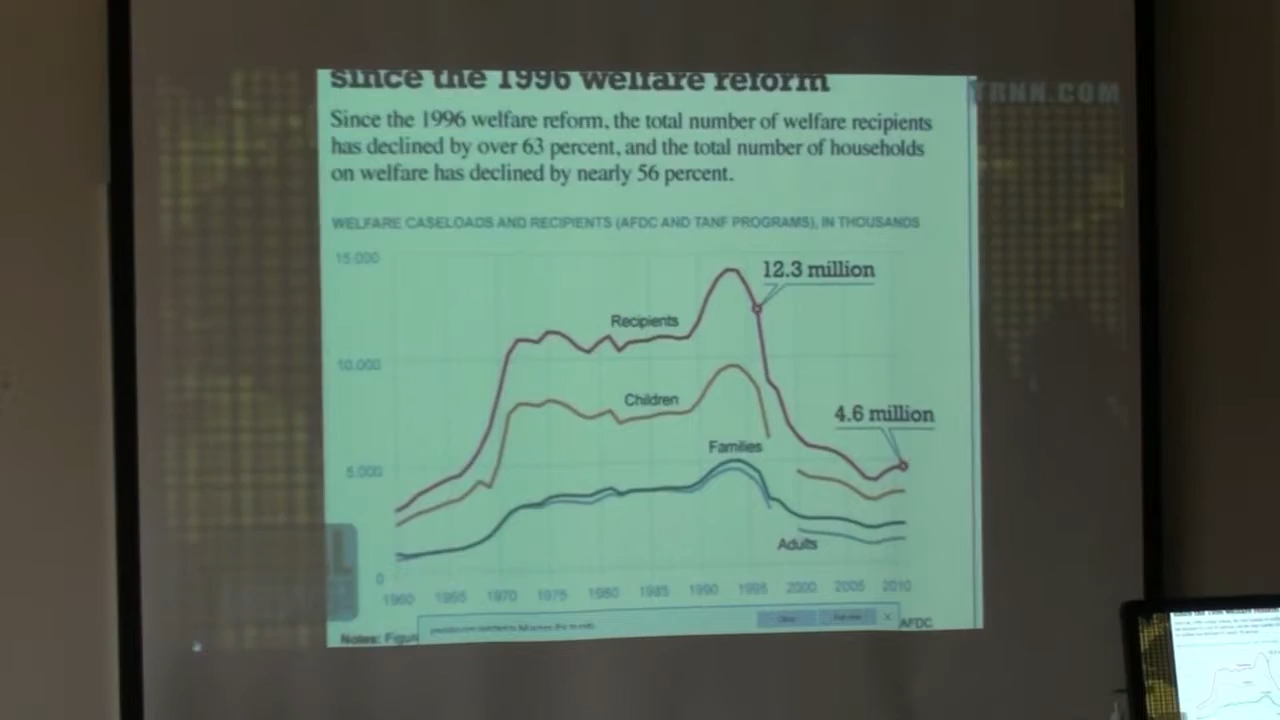 since the 1996 welfare reform
TRNN.COM
Since the 1996 welfare reform, the total number of welfare recipients
has declined by over 63 percent, and the total number of households
on welfare has declined by nearly 56 percent.
WELFARE CASELOADS AND RECIPIENTS (AFDC AND TANF PROGRAMS), IN THOUSANDS
15.000
12.3 million
Recipients
10.000
Children
4.6 million
Families
5.000
Adults
0
1960 1965 1970 1975 1980 1985 1990 1995 2000 2005 2010
Notes: Figu
AFDC